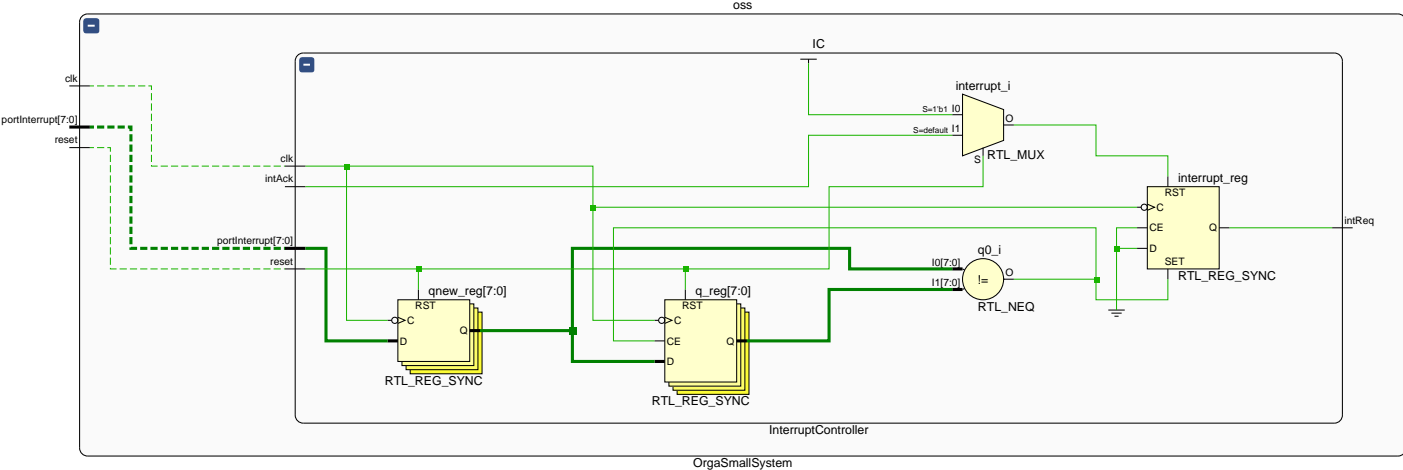 oss
IC
clk
portInterrupt[7:0]
reset
interrupt_i
S=1'b1 I0
S=default I1
O
S
RTL_MUX
clk
intAck
portInterrupt[7:0]
reset
interrupt_reg
RST
C
CE
D
Q
SET
RTL_REG_SYNC
intReq
q0_i
I0[7:0]
I1[7:0]
!=
O
RTL_NEQ
qnew_reg[7:0]
RST
C
D
Q
RTL_REG_SYNC
q_reg[7:0]
RST
C
CE
D
Q
RTL_REG_SYNC
InterruptController
OrgaSmallSystem